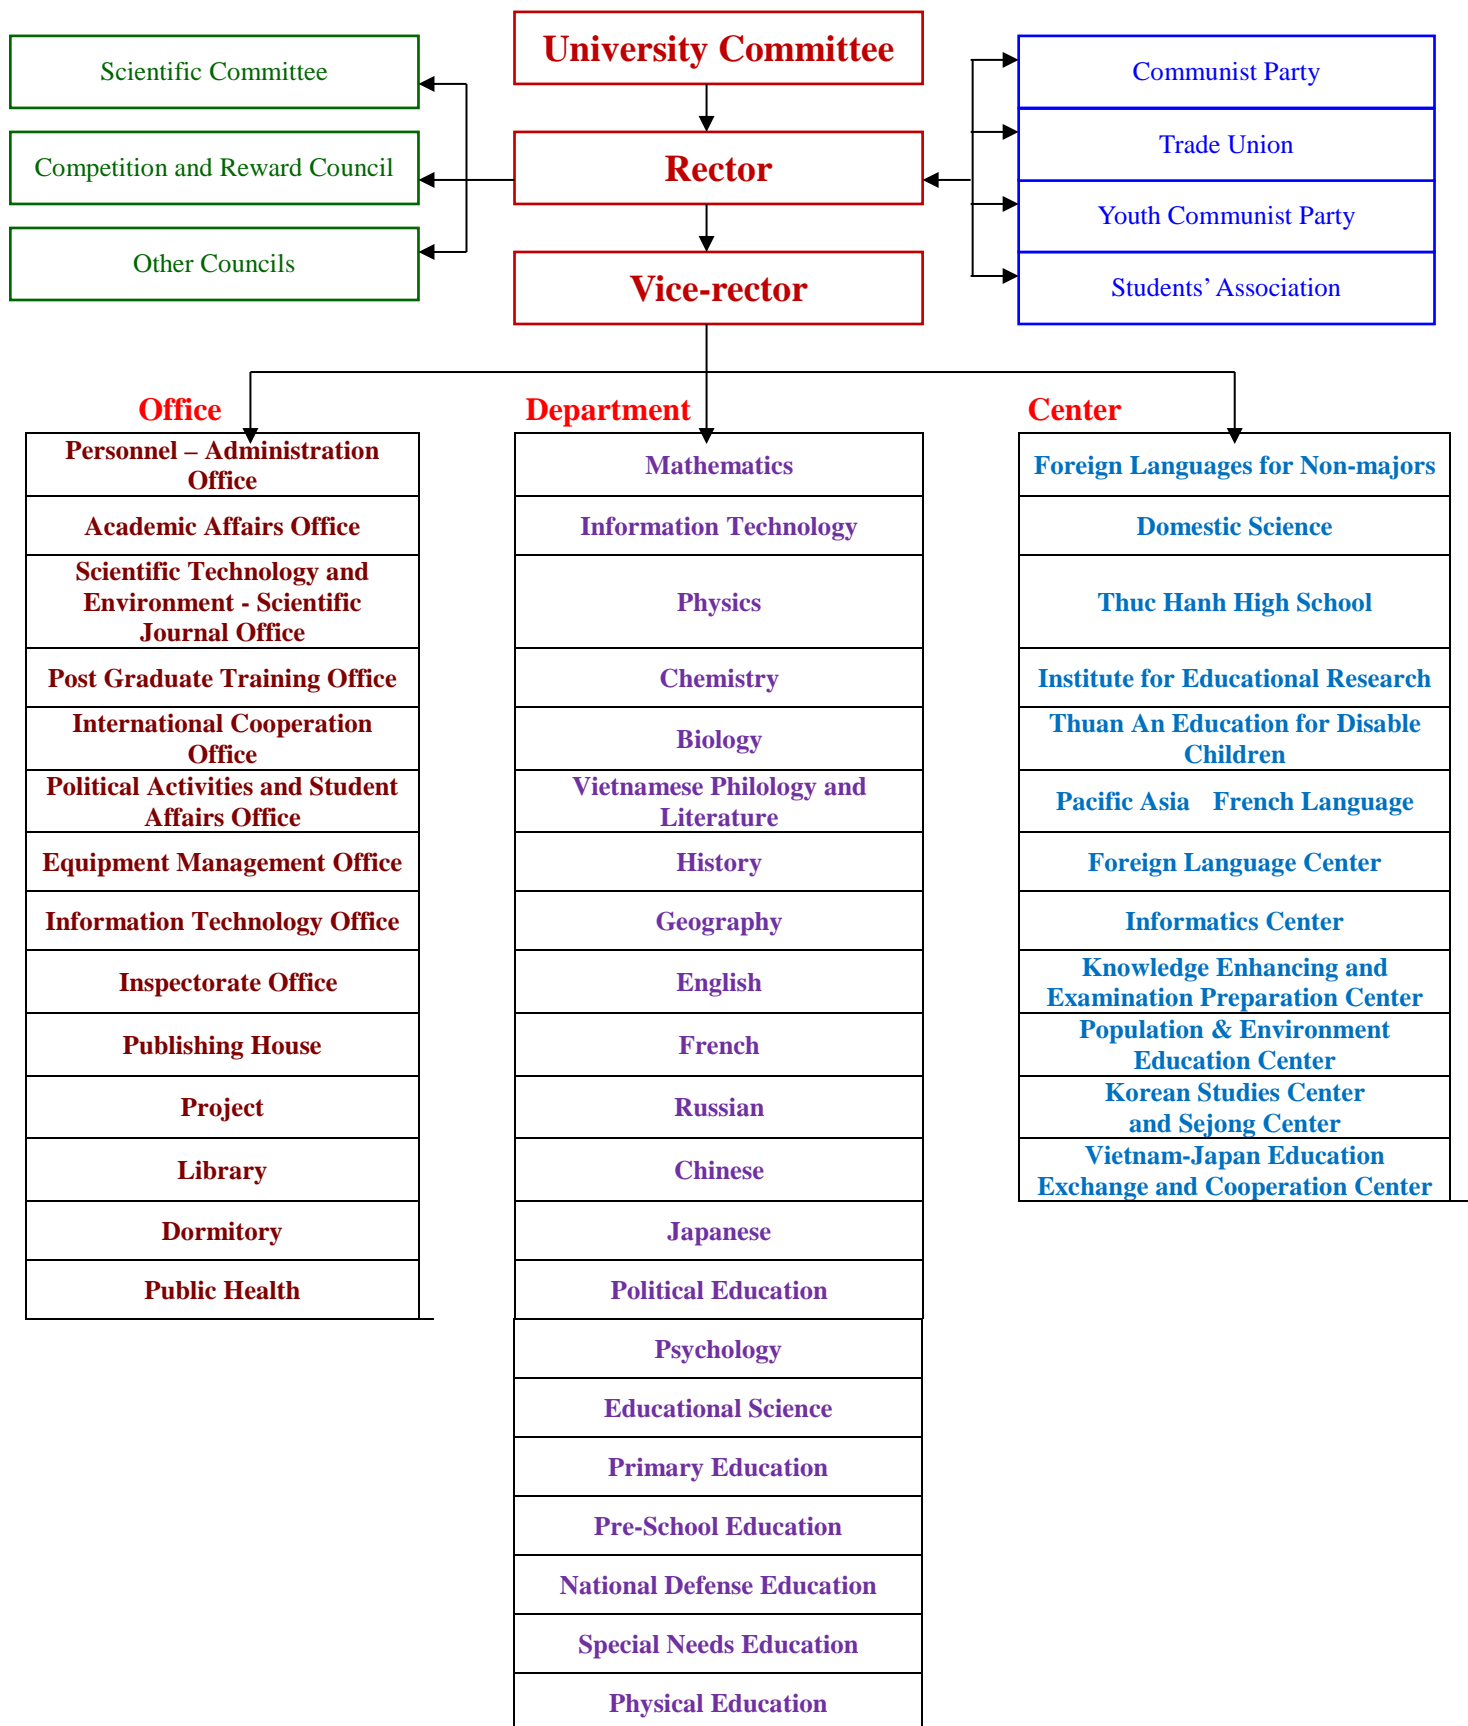 University Committee
Scientific Committee
Communist Party
Trade Union
Competition and Reward Council
Rector
Youth Communist Party
Other Councils
Vice-rector
Students’ Association
Office
Personnel – Administration
Office
Academic Affairs Office
Scientific Technology and
Environment - Scientific
Journal Office
Post Graduate Training Office
International Cooperation
Office
Political Activities and Student
Affairs Office
Equipment Management Office
Information Technology Office
Inspectorate Office
Publishing House
Project
Library
Dormitory
Public Health
Department
Mathematics
Information Technology
Physics
Chemistry
Biology
Vietnamese Philology and
Literature
History
Geography
English
French
Russian
Chinese
Japanese
Political Education
Psychology
Educational Science
Primary Education
Pre-School Education
National Defense Education
Special Needs Education
Physical Education
Center
Foreign Languages for Non-majors
Domestic Science
Thuc Hanh High School
Institute for Educational Research
Thuan An Education for Disable
Children
Pacific Asia French Language
Foreign Language Center
Informatics Center
Knowledge Enhancing and
Examination Preparation Center
Population & Environment
Education Center
Korean Studies Center
and Sejong Center
Vietnam-Japan Education
Exchange and Cooperation Center